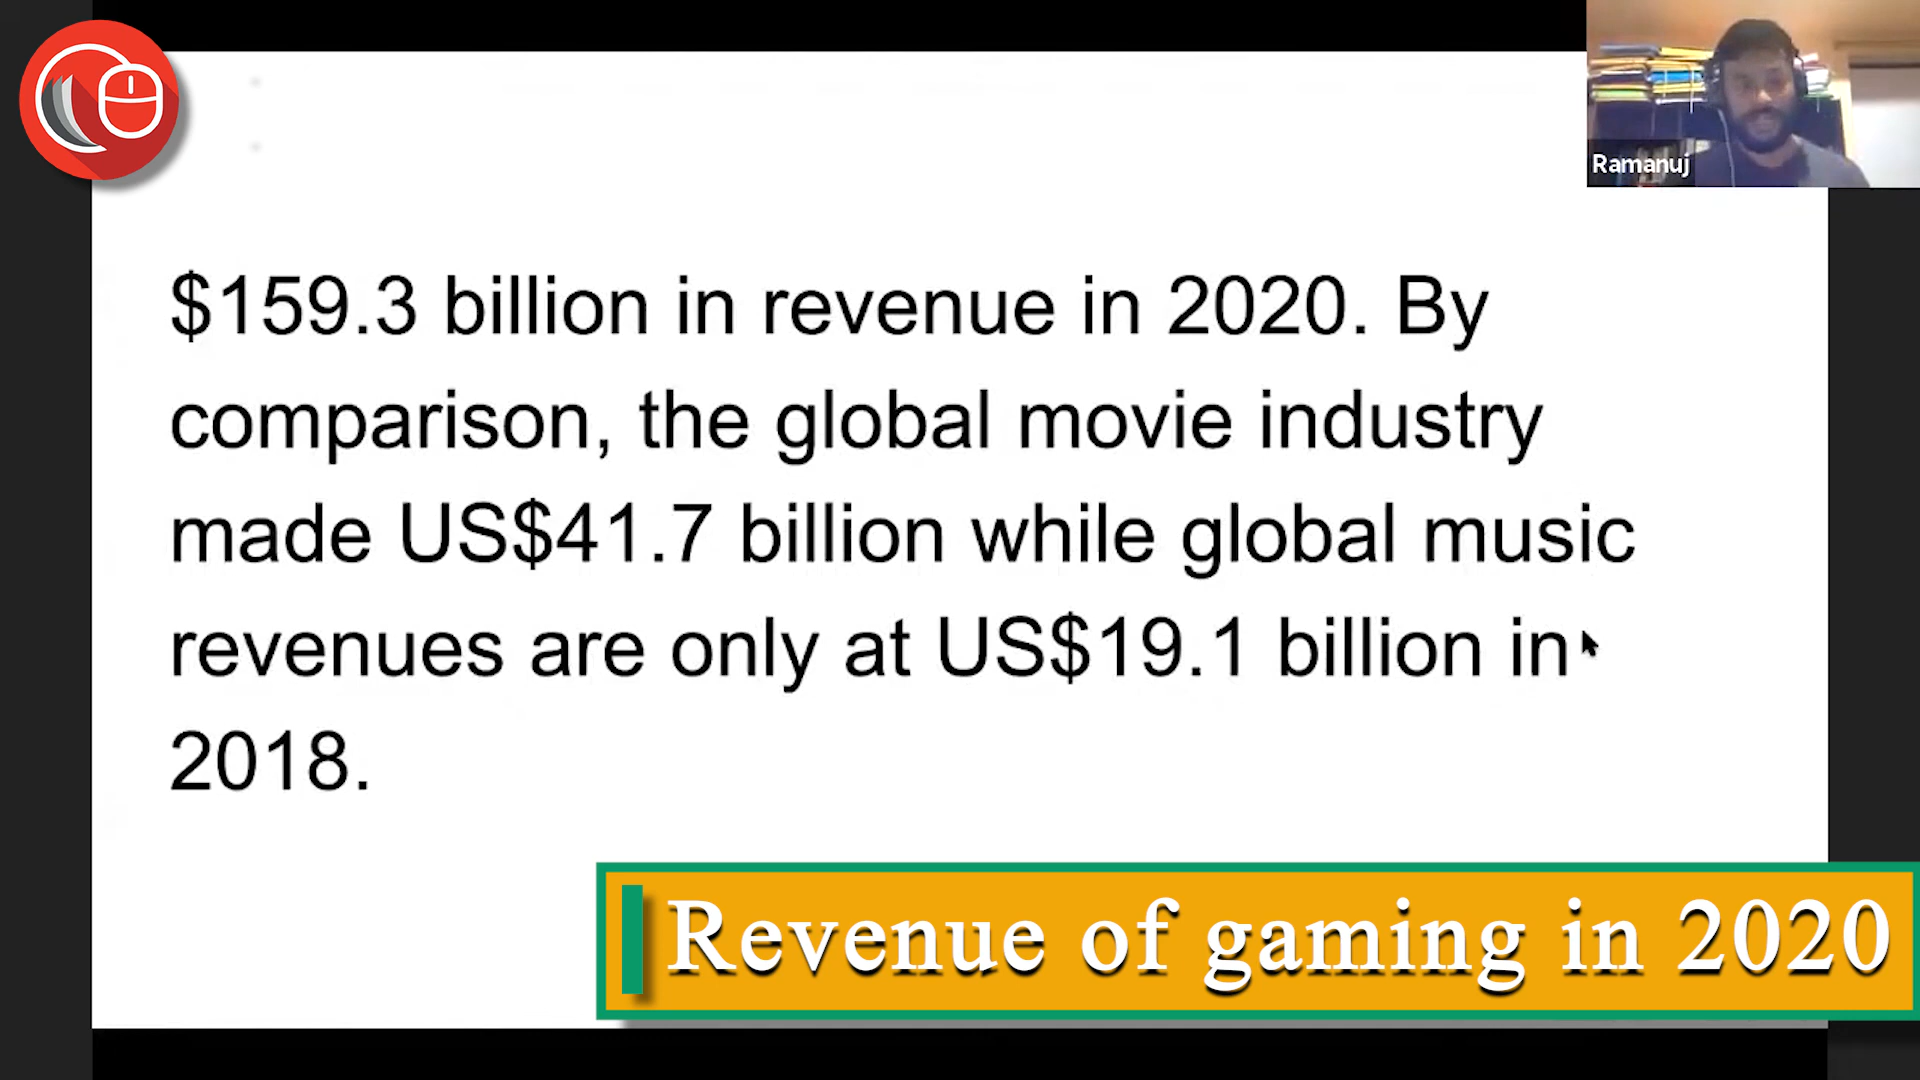 Ramanuj
$159.3 billion in revenue in 2020. By
comparison, the global movie industry
made US$41.7 billion while global music
revenues are only at US$19.1 billion in
2018.
Revenue of gaming in 2020